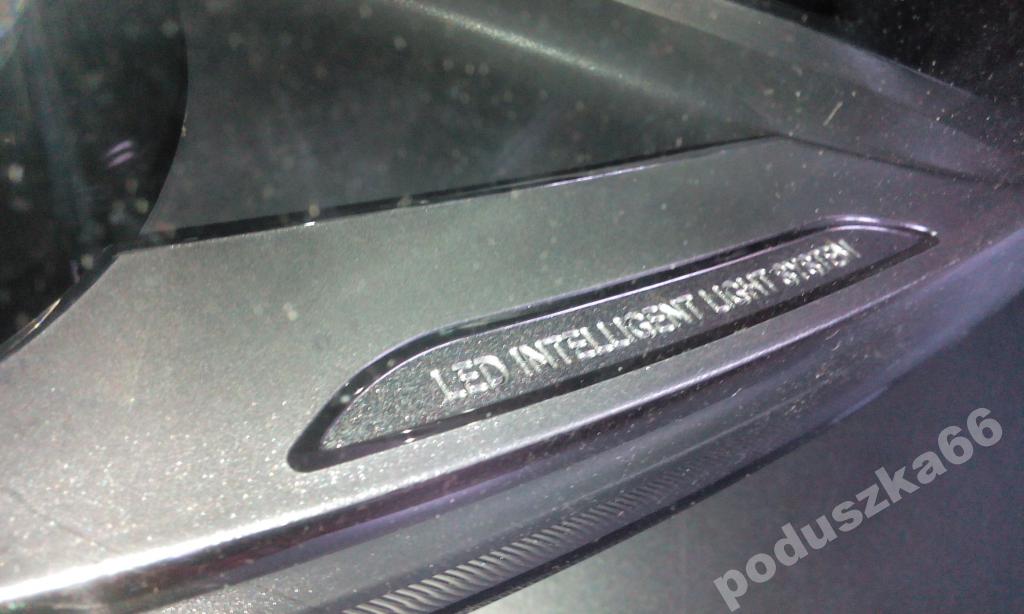 LED INTELLIGENT LIGHT SYSTEM
poduszka66